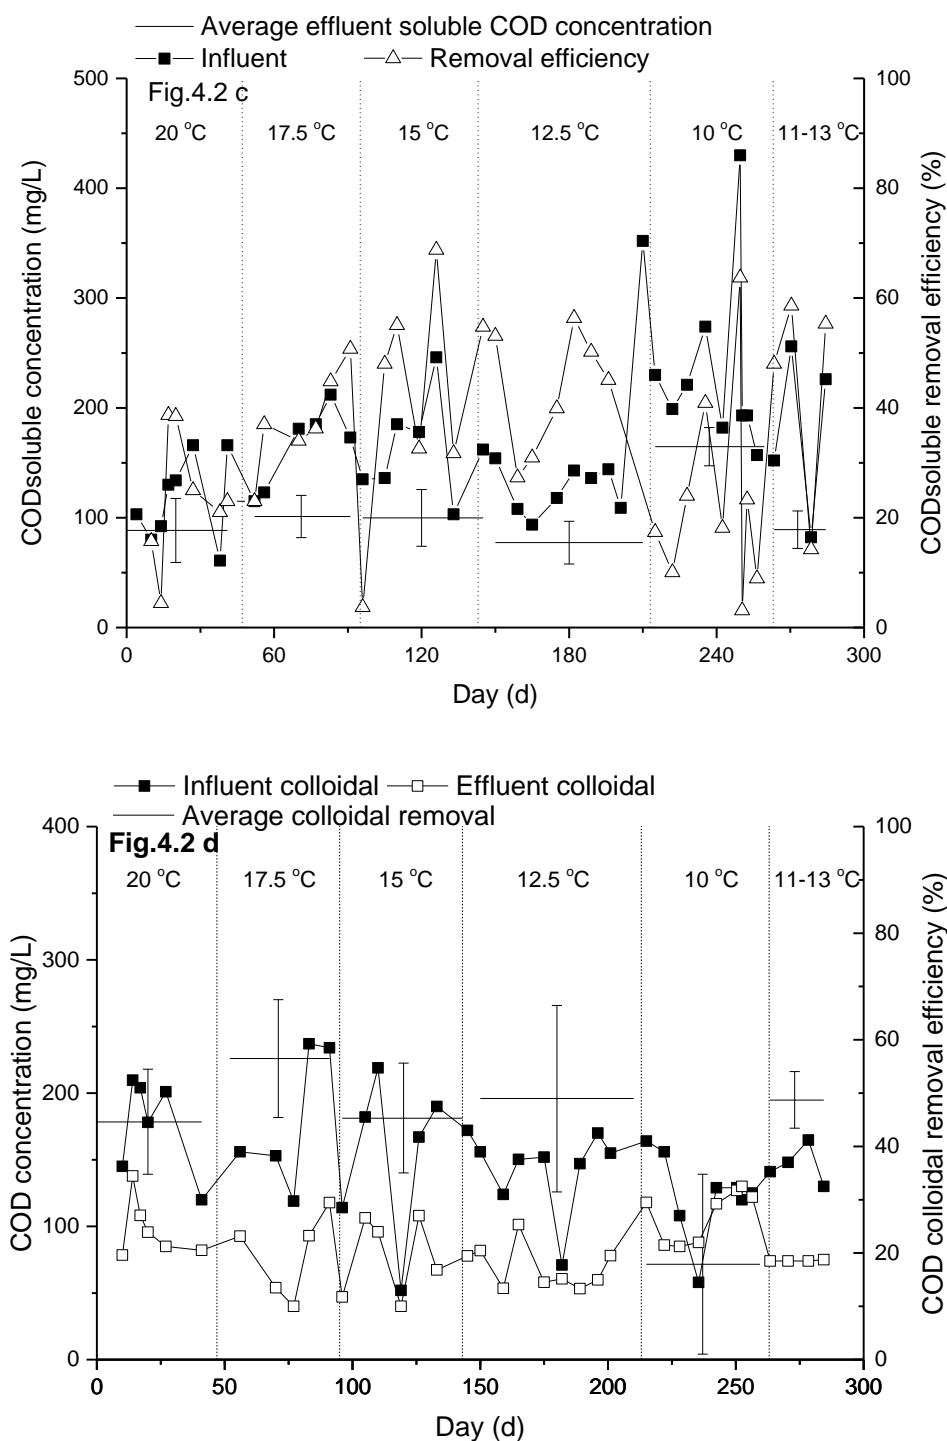 Average effluent soluble COD concentration
Influent Removal efficiency
Fig.4.2 c
20 °C 17.5 °C 15 °C 12.5 °C 10 °C 11-13 °C
500
400
300
200
100
0
CODsoluble concentration (mg/L)
100
80
60
40
20
0
CODsoluble removal efficiency (%)
0 60 120 180 240 300
Day (d)
Influent colloidal Effluent colloidal
Average colloidal removal
Fig.4.2 d
20 °C 17.5 °C 15 °C 12.5 °C 10 °C 11-13 °C
400
300
200
100
0
COD concentration (mg/L)
100
80
60
40
20
0
COD colloidal removal efficiency (%)
0 50 100 150 200 250 300
Day (d)